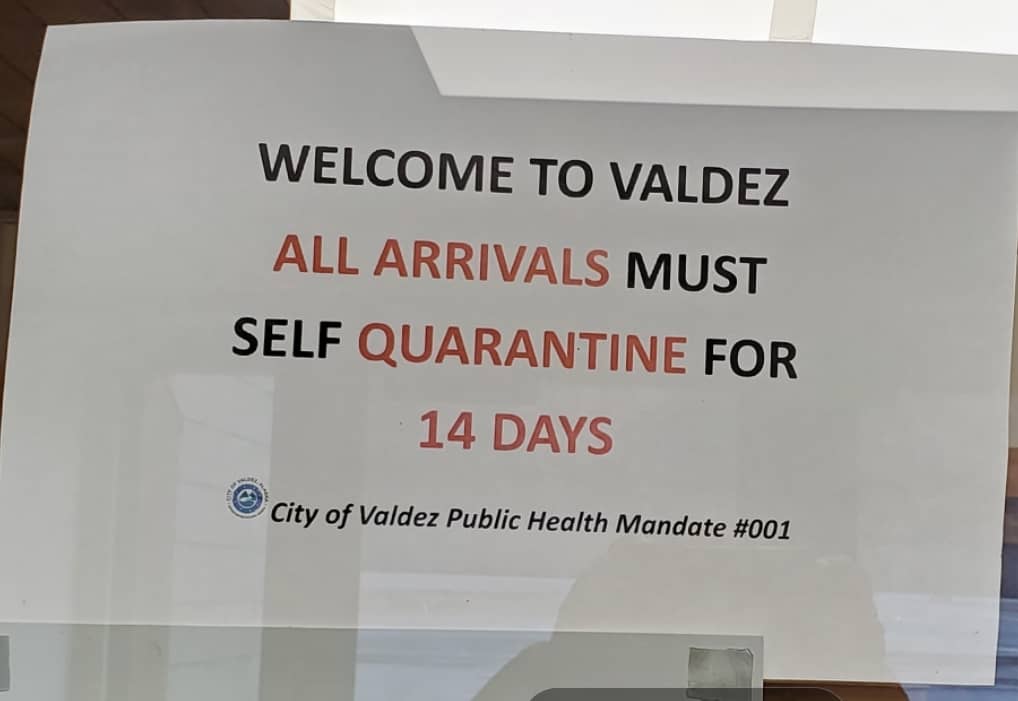 WELCOME TO VALDEZ
ALL ARRIVALS MUST
SELF QUARANTINE FOR
14 DAYS
City of Valdez Public Health Mandate #001